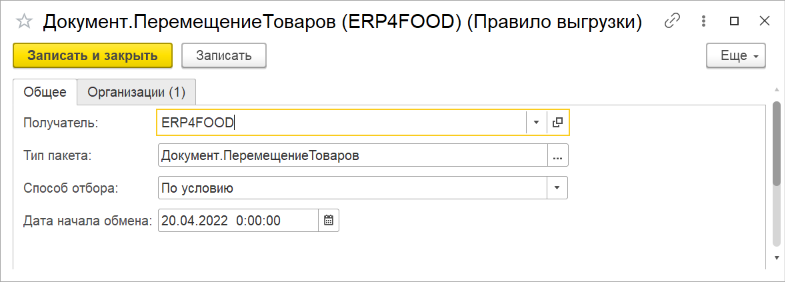 Документ.ПеремещениеТоваров (ERP4FOOD) (Правило выгрузки)
Записать и закрыть Записать Еще
Общее Организации (1)
Получатель: ERP4FOOD
Тип пакета: Документ.ПеремещениеТоваров ...
Способ отбора: По условию
Дата начала обмена: 20.04.2022 0:00:00